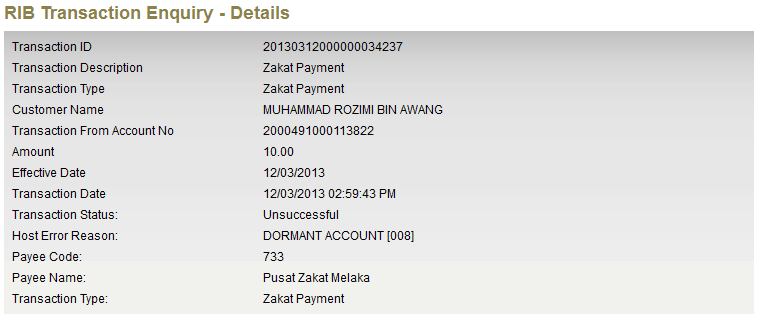 RIB Transaction Enquiry - Details
Transaction ID 20130312000000034237
Transaction Description Zakat Payment
Transaction Type Zakat Payment
Customer Name MUHAMMAD ROZIMI BIN AWANG
Transaction From Account No 2000491000113822
Amount 10.00
Effective Date 12/03/2013
Transaction Date 12/03/2013 02:59:43 PM
Transaction Status: Unsuccessful
Host Error Reason: DORMANT ACCOUNT [008]
Payee Code: 733
Payee Name: Pusat Zakat Melaka
Transaction Type: Zakat Payment